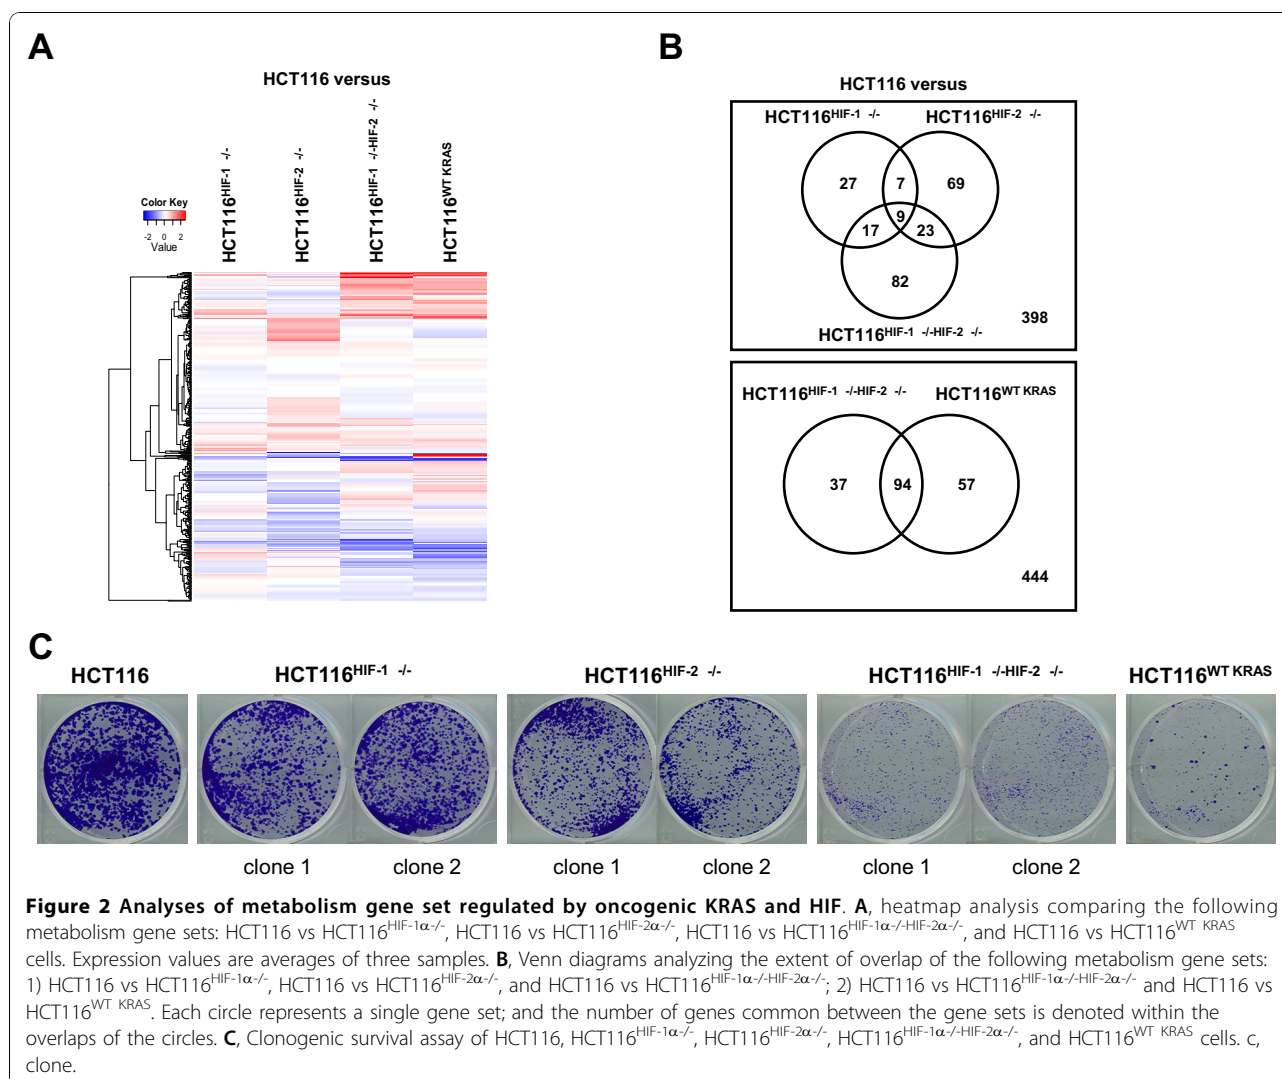 A
HCT116 versus
HCT116HIF-1 -/-
HCT116HIF-2 -/-
HCT116HIF-1 -/-HIF-2 -/-
HCT116WT KRAS
Color Key
-2 0 2
Value
B
HCT116 versus
HCT116HIF-1 -/- HCT116HIF-2 -/-
27 7 69
9
17 23
82
398
HCT116HIF-1 -/-HIF-2 -/-
HCT116HIF-1 -/-HIF-2 -/- HCT116WT KRAS
37 94 57
444
C
HCT116 HCT116HIF-1 -/- HCT116HIF-2 -/- HCT116HIF-1 -/-HIF-2 -/- HCT116WT KRAS
clone 1 clone 2 clone 1 clone 2 clone 1 clone 2
Figure 2 Analyses of metabolism gene set regulated by oncogenic KRAS and HIF. A, heatmap analysis comparing the following
metabolism gene sets: HCT116 vs HCT116HIF-1α-/-, HCT116 vs HCT116HIF-2α-/-, HCT116 vs HCT116HIF-1α-/-HIF-2α-/-, and HCT116 vs HCT116WT KRAS
cells. Expression values are averages of three samples. B, Venn diagrams analyzing the extent of overlap of the following metabolism gene sets:
1) HCT116 vs HCT116HIF-1α-/-, HCT116 vs HCT116HIF-2α-/-, and HCT116 vs HCT116HIF-1α-/-HIF-2α-/-; 2) HCT116 vs HCT116HIF-1α-/-HIF-2α-/- and HCT116 vs
HCT116WT KRAS. Each circle represents a single gene set; and the number of genes common between the gene sets is denoted within the
overlaps of the circles. C, Clonogenic survival assay of HCT116, HCT116HIF-1α-/-, HCT116HIF-2α-/-, HCT116HIF-1α-/-HIF-2α-/-, and HCT116WT KRAS cells. c,
clone.